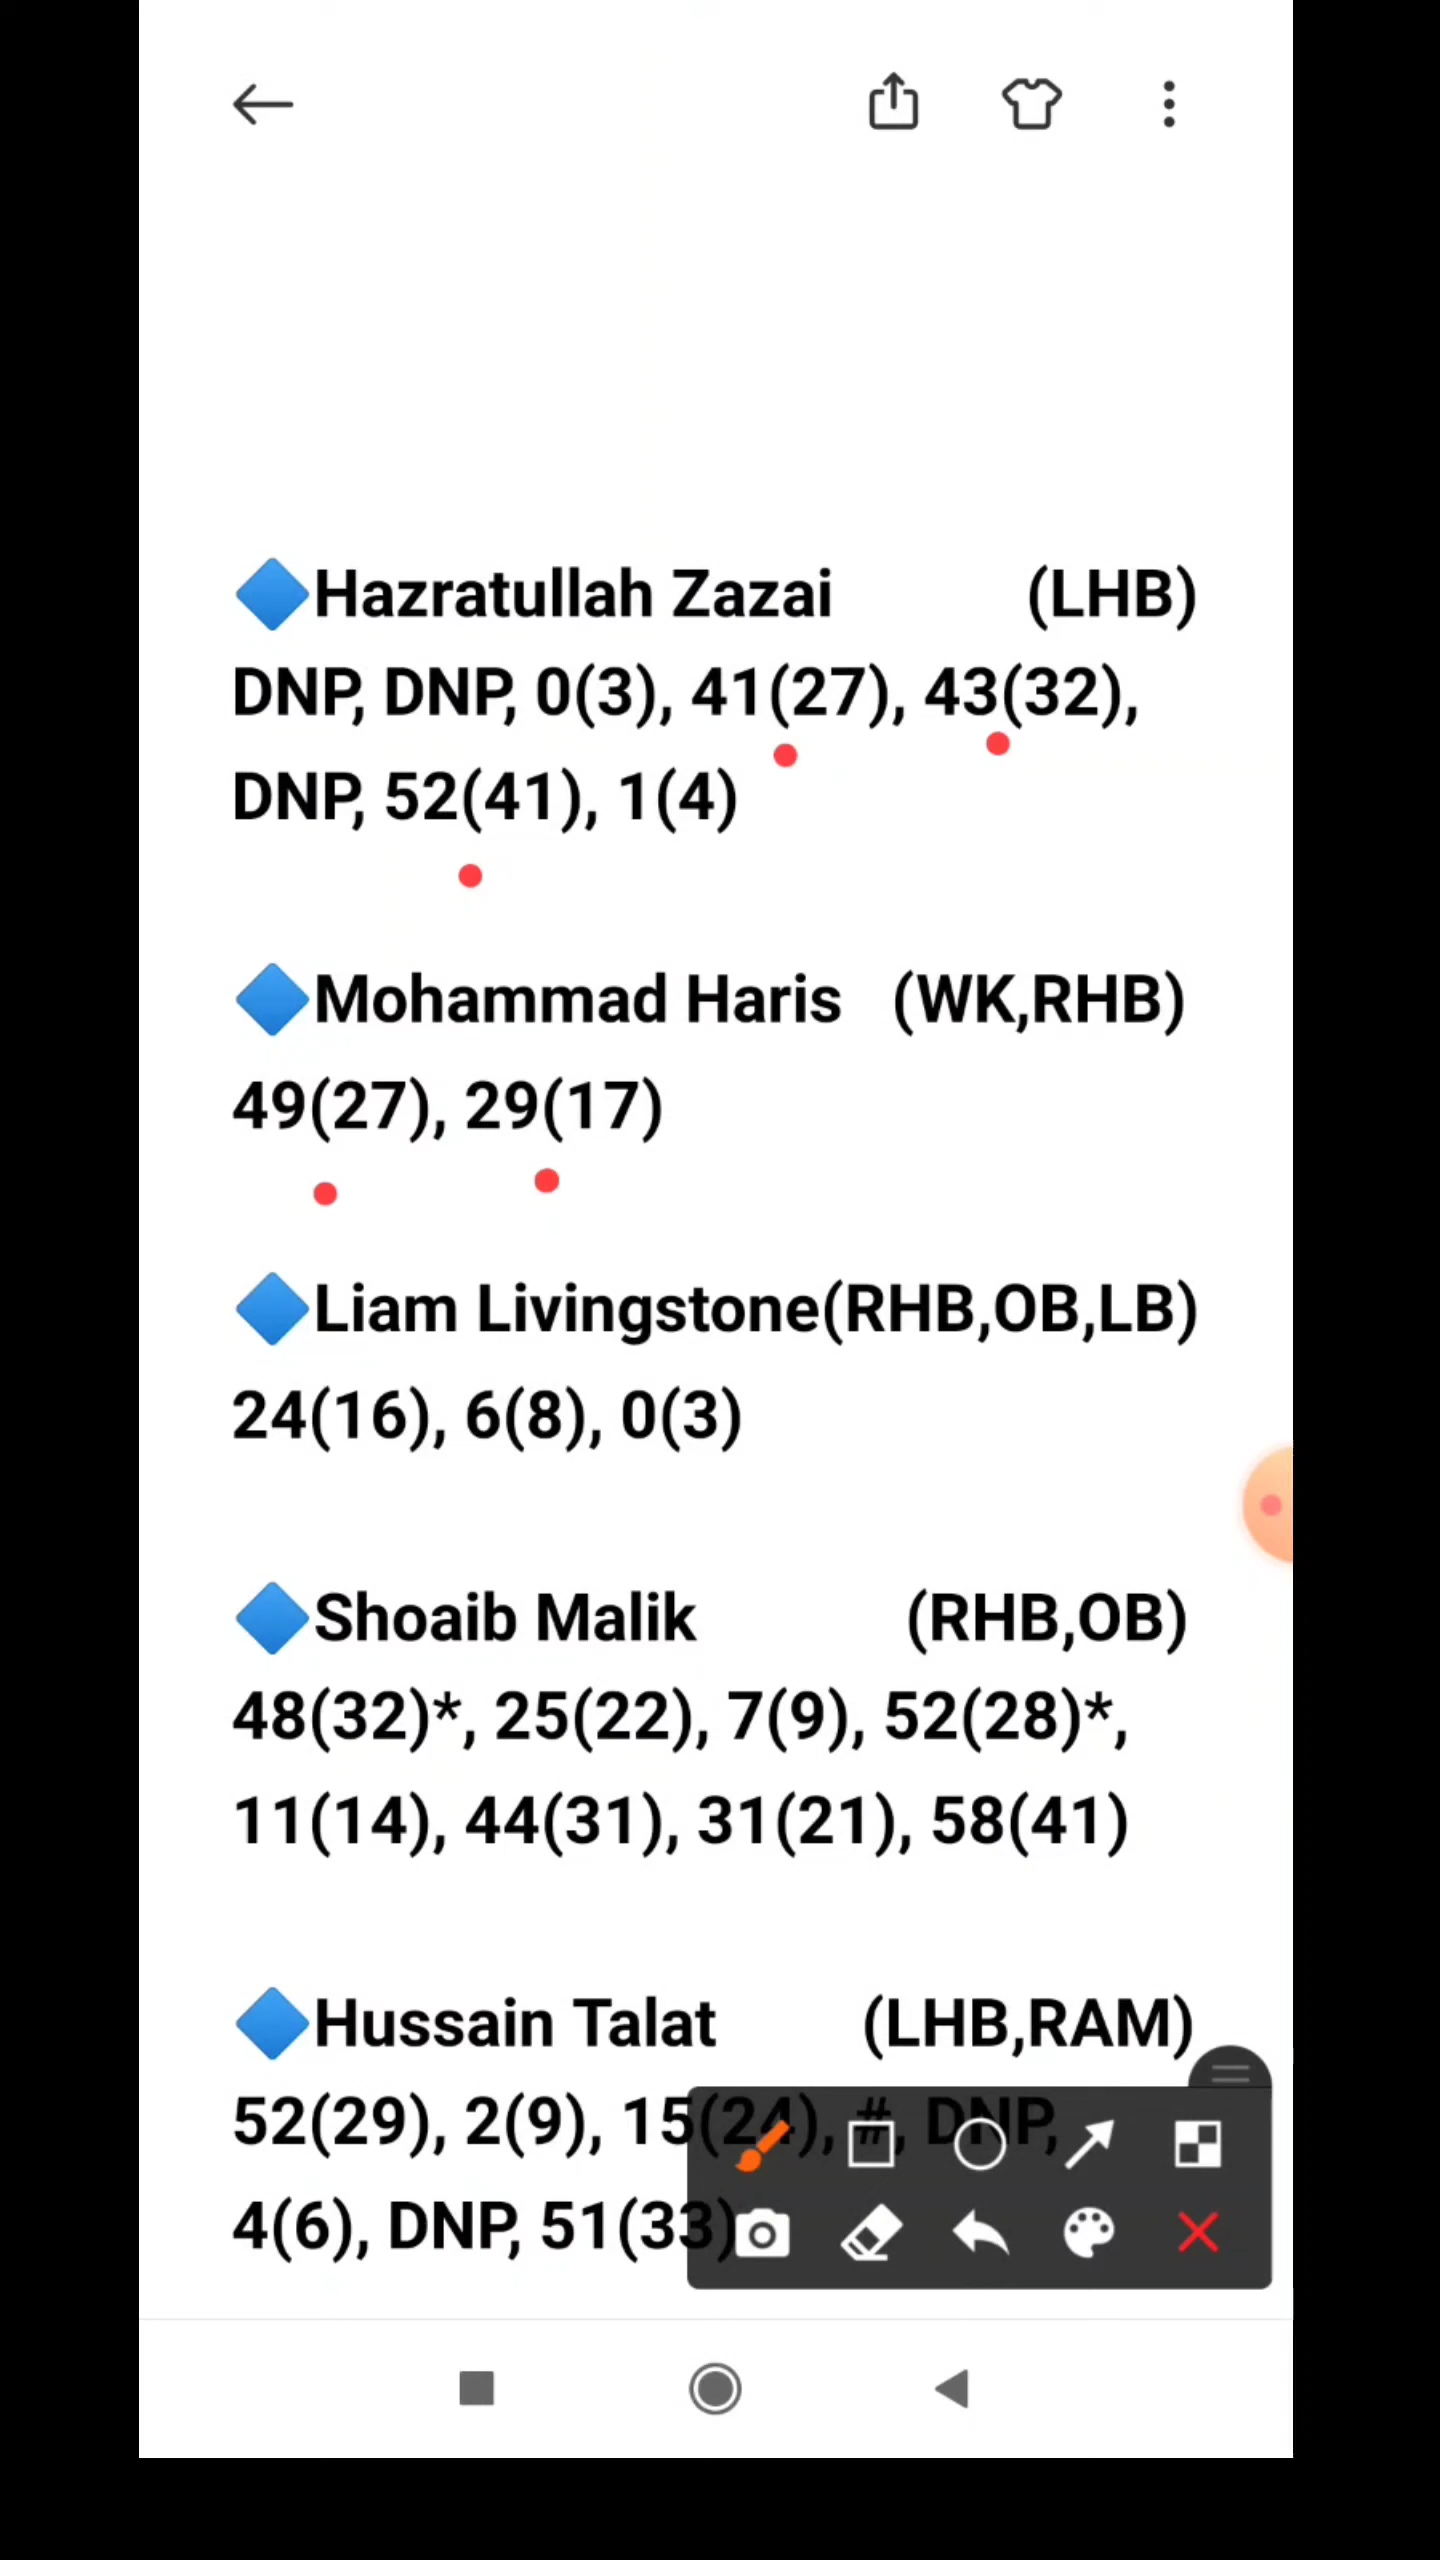 🔷Hazratullah Zazai (LHB)
DNP, DNP, 0(3), 41(27), 43(32),
DNP, 52(41), 1(4)
🔷Mohammad Haris (WK,RHB)
49(27), 29(17)
🔷Liam Livingstone(RHB,OB,LB)
24(16), 6(8), 0(3)
🔷Shoaib Malik (RHB,OB)
48(32)*, 25(22), 7(9), 52(28)*,
11(14), 44(31), 31(21), 58(41)
🔷Hussain Talat (LHB,RAM)
52(29), 2(9), 15(24), #, DNP,
4(6), DNP, 51(33)